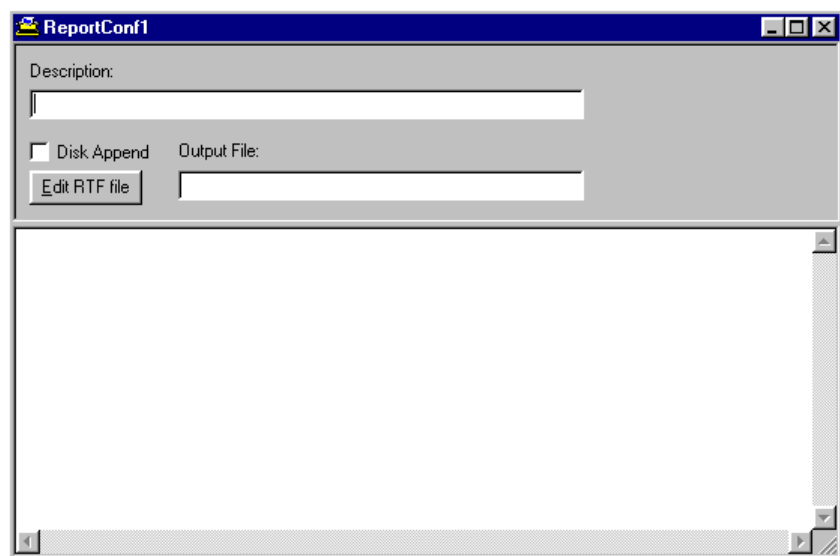 ReportConf1
Description:
Disk Append Output File:
Edit RTF file